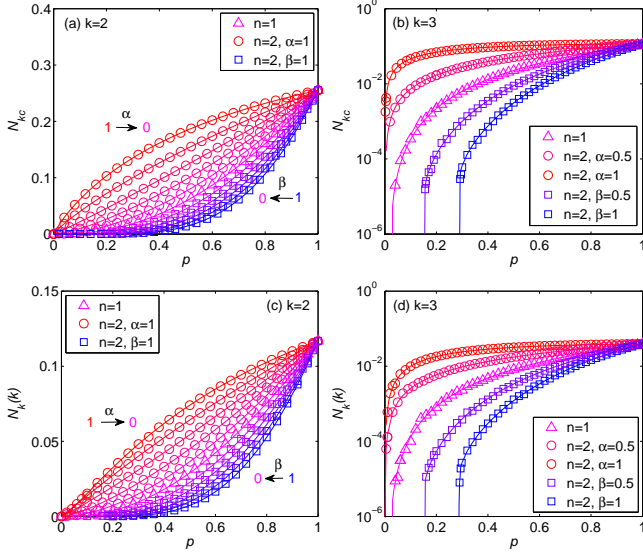 (a) k=2
n=1
n=2, α=1
n=2, β=1
α
1 → 0
β
0 ← 1
N_kc
0.4
0.3
0.2
0.1
0
0 0.2 0.4 0.6 0.8 1
p
(b) k=3
n=1
n=2, α=0.5
n=2, α=1
n=2, β=0.5
n=2, β=1
N_kc
10^0
10^-2
10^-4
10^-6
0 0.2 0.4 0.6 0.8 1
p
(c) k=2
n=1
n=2, α=1
n=2, β=1
α
1 → 0
β
0 ← 1
N_k(k)
0.15
0.1
0.05
0
0 0.2 0.4 0.6 0.8 1
p
(d) k=3
n=1
n=2, α=0.5
n=2, α=1
n=2, β=0.5
n=2, β=1
N_k(k)
10^0
10^-2
10^-4
10^-6
0 0.2 0.4 0.6 0.8 1
p